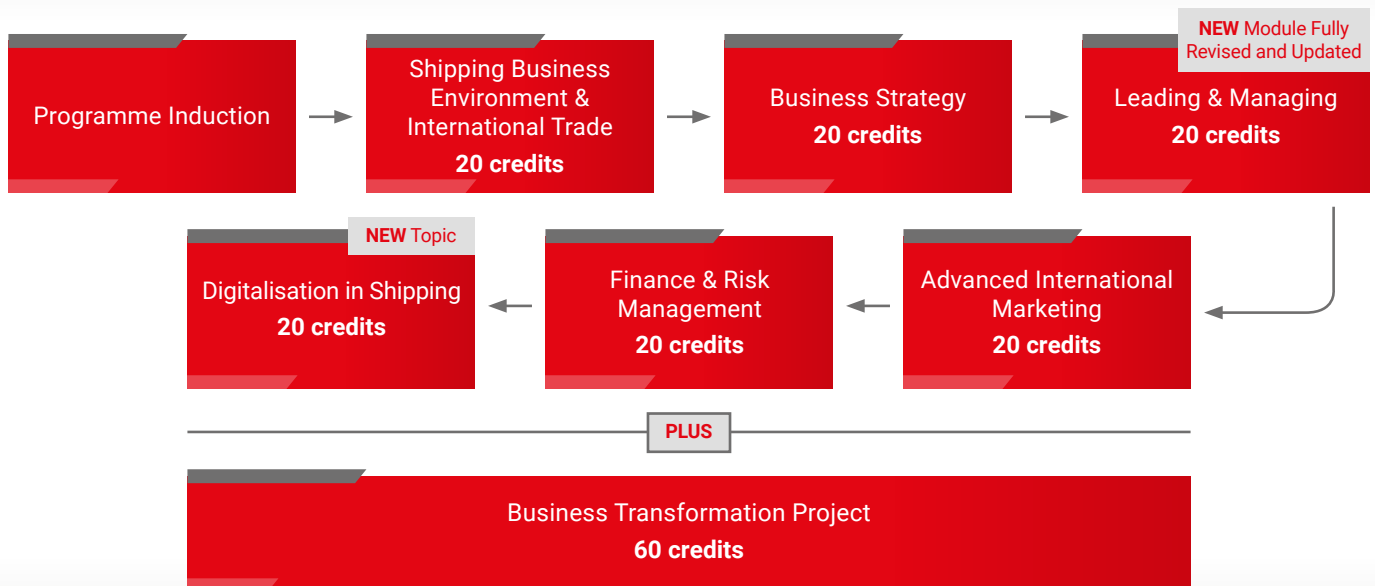 Programme Induction
Shipping Business
Environment &
International Trade
20 credits
Business Strategy
20 credits
NEW Module Fully
Revised and Updated
Leading & Managing
20 credits
Advanced International
Marketing
20 credits
Finance & Risk
Management
20 credits
NEW Topic
Digitalisation in Shipping
20 credits
PLUS
Business Transformation Project
60 credits